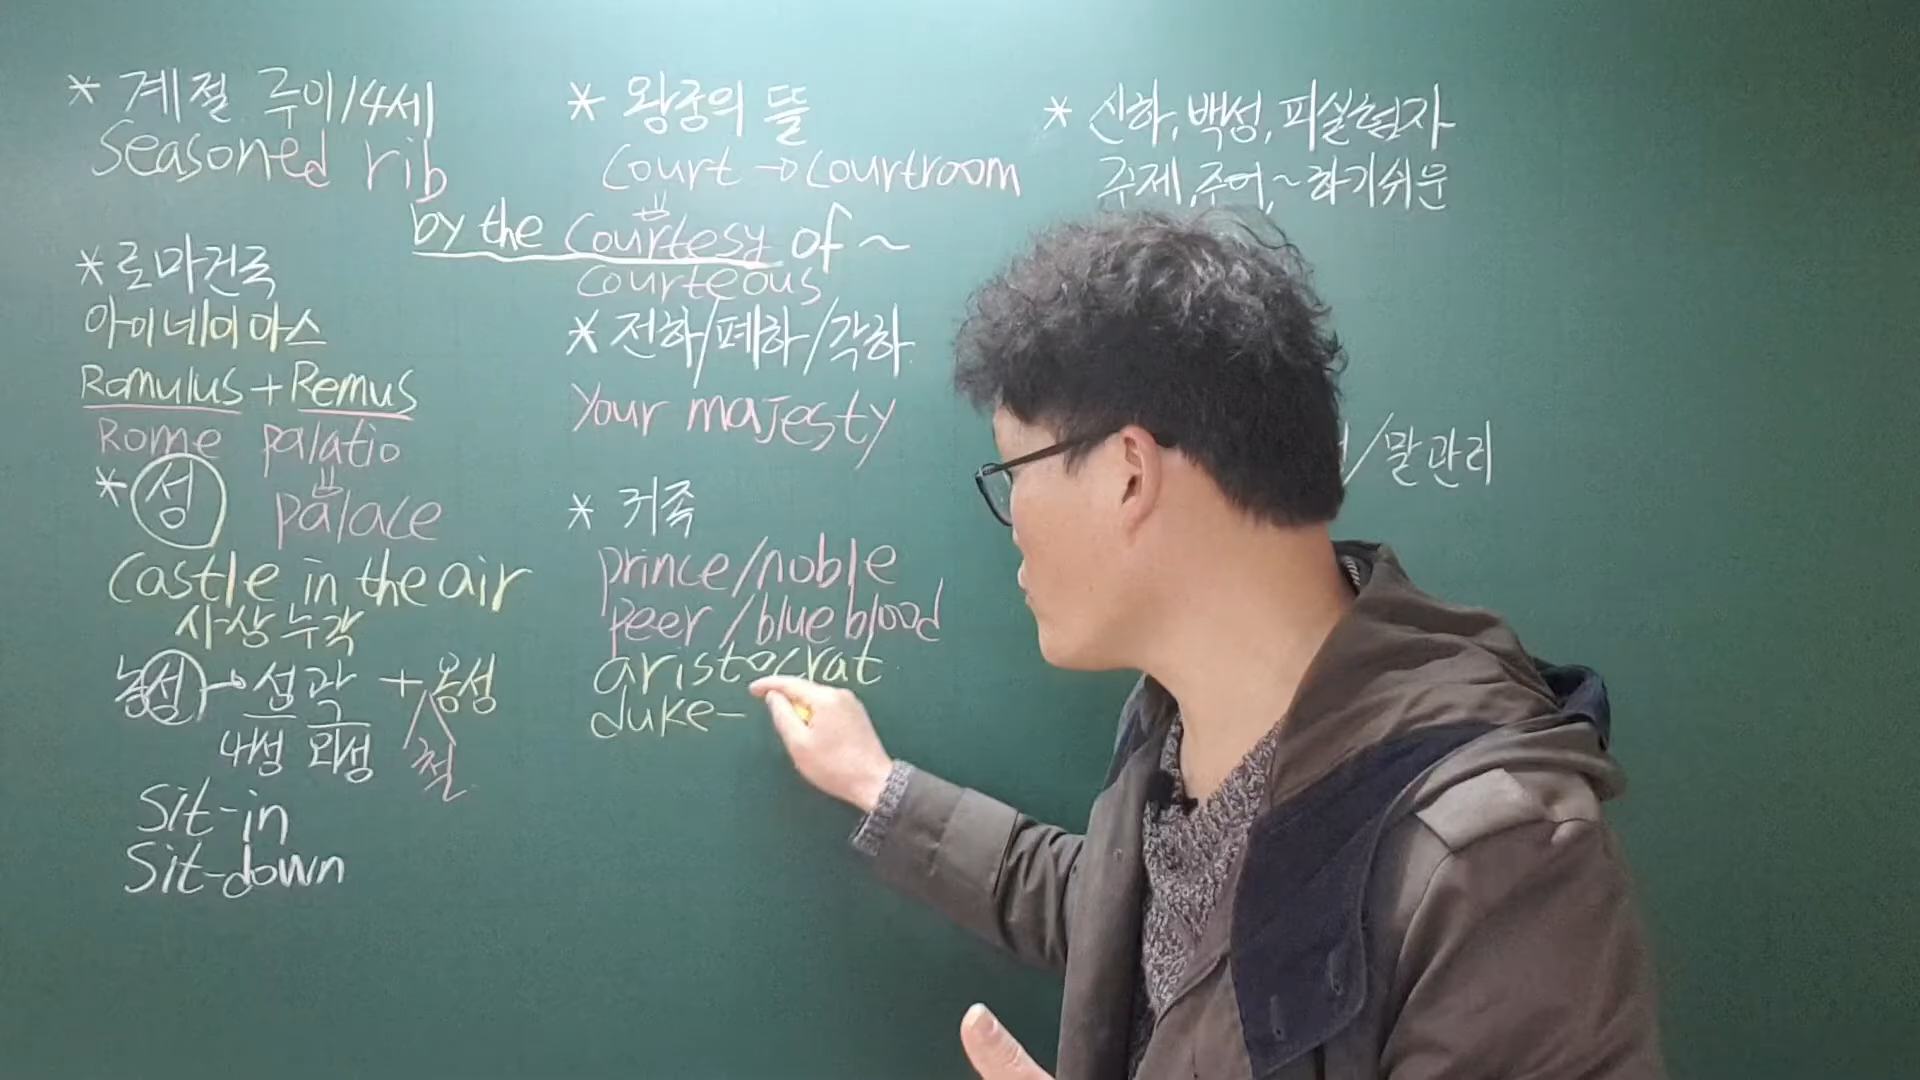 * 계절 주이/4세
Seasoned rib
* 로마건국
아이네이아스
Romulus + Remus
Rome palatio
* 성 palace
Castle in the air
사상누각
농성→성곽 + 옹성
내성 외성 철
Sit-in
Sit-down
* 왕궁의 뜰
Court → Courtroom
by the Courtesy of ~
courteous
* 전하/폐하/각하
Your majesty
* 귀족
prince/noble
peer/blue blood
aristocrat
duke-
* 신하, 백성, 피실험자
주제, 주어, ~하기쉬운
/말관리